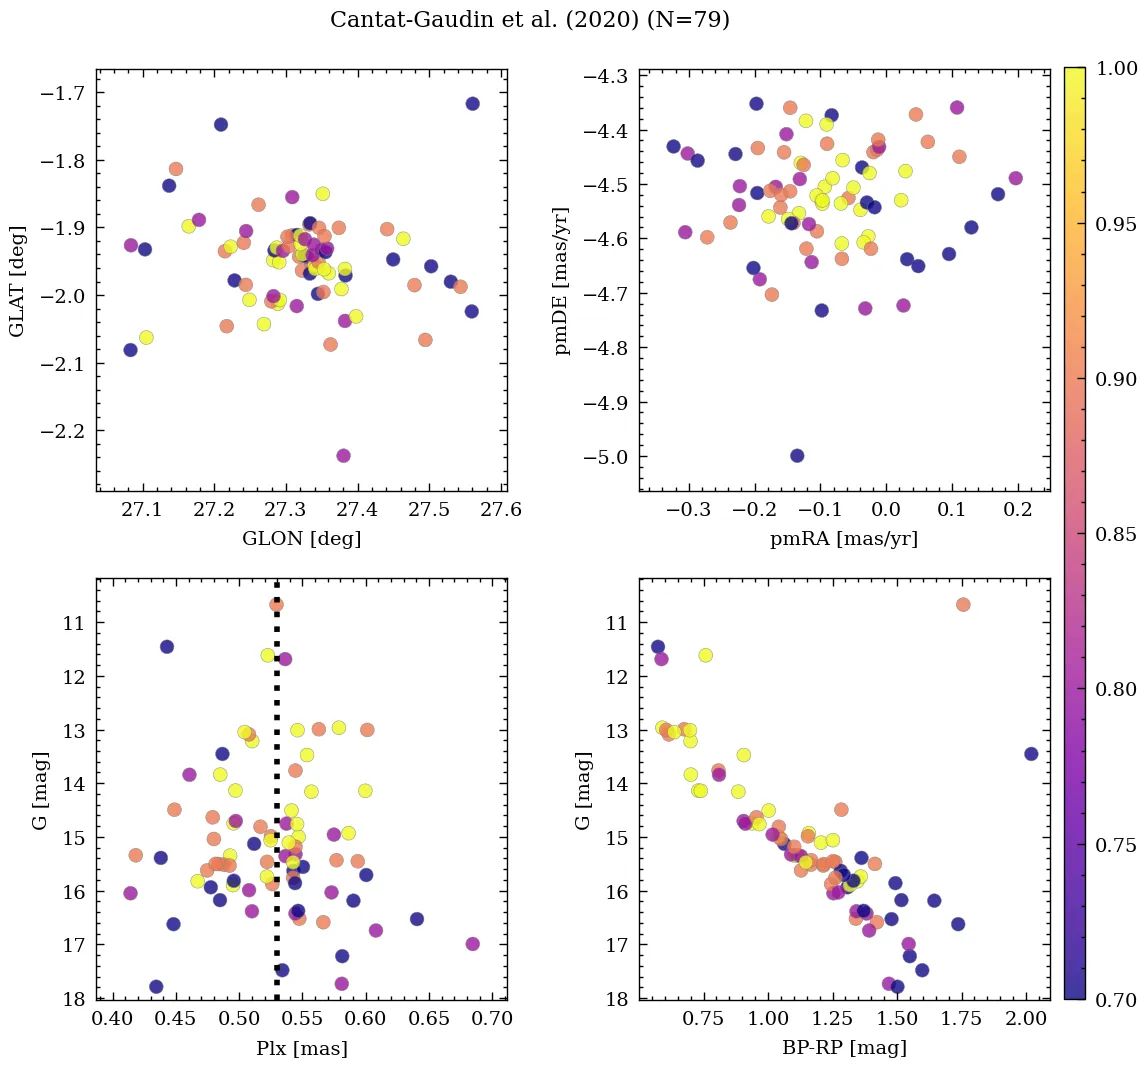 Cantat-Gaudin et al. (2020) (N=79)
−1.7
−1.8
−1.9
−2.0
−2.1
−2.2
GLAT [deg]
27.1 27.2 27.3 27.4 27.5 27.6
GLON [deg]
−4.3
−4.4
−4.5
−4.6
−4.7
−4.8
−4.9
−5.0
pmDE [mas/yr]
−0.3 −0.2 −0.1 0.0 0.1 0.2
pmRA [mas/yr]
11
12
13
14
15
16
17
18
G [mag]
0.40 0.45 0.50 0.55 0.60 0.65 0.70
Plx [mas]
11
12
13
14
15
16
17
18
G [mag]
0.75 1.00 1.25 1.50 1.75 2.00
BP-RP [mag]
1.00
0.95
0.90
0.85
0.80
0.75
0.70